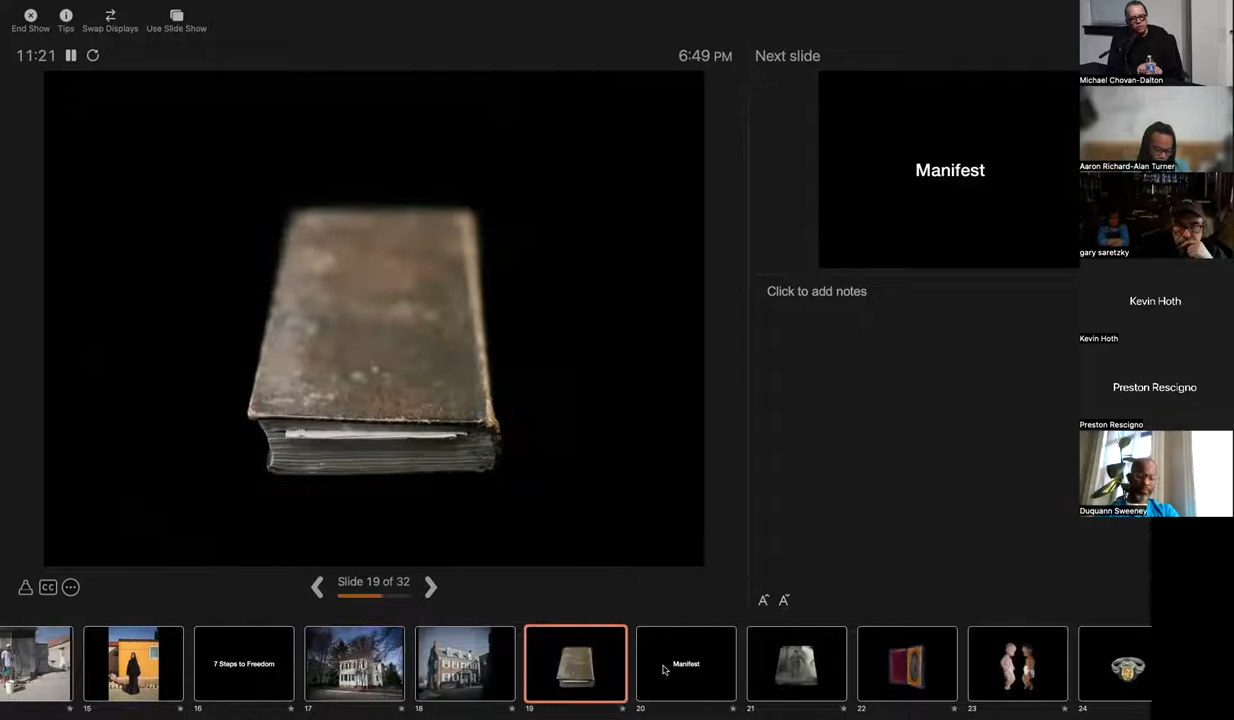 End Show
Tips
Swap Displays
Use Slide Show
11:21
6:49 PM
Next slide
Manifest
Click to add notes
Michael Chovan-Dalton
Aaron Richard-Alan Turner
gary saretzky
Kevin Hoth
Kevin Hoth
Preston Rescigno
Preston Rescigno
Duquann Sweeney
CC
Slide 19 of 32
A
A
7 Steps to Freedom
Manifest
15
16
17
18
19
20
21
22
23
24